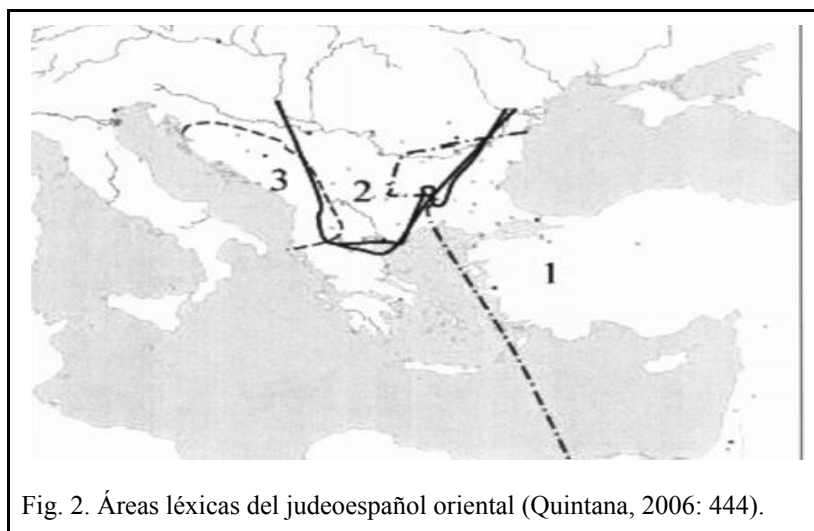 3
2
1
Fig. 2. Áreas léxicas del judeoespañol oriental (Quintana, 2006: 444).